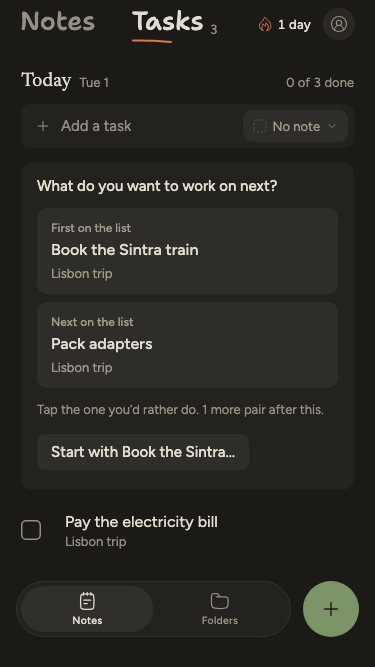 Notes
Tasks 3
1 day
Today Tue 1
0 of 3 done
Add a task
No note
What do you want to work on next?
First on the list
Book the Sintra train
Lisbon trip
Next on the list
Pack adapters
Lisbon trip
Tap the one you’d rather do. 1 more pair after this.
Start with Book the Sintra…
Pay the electricity bill
Lisbon trip
Notes
Folders